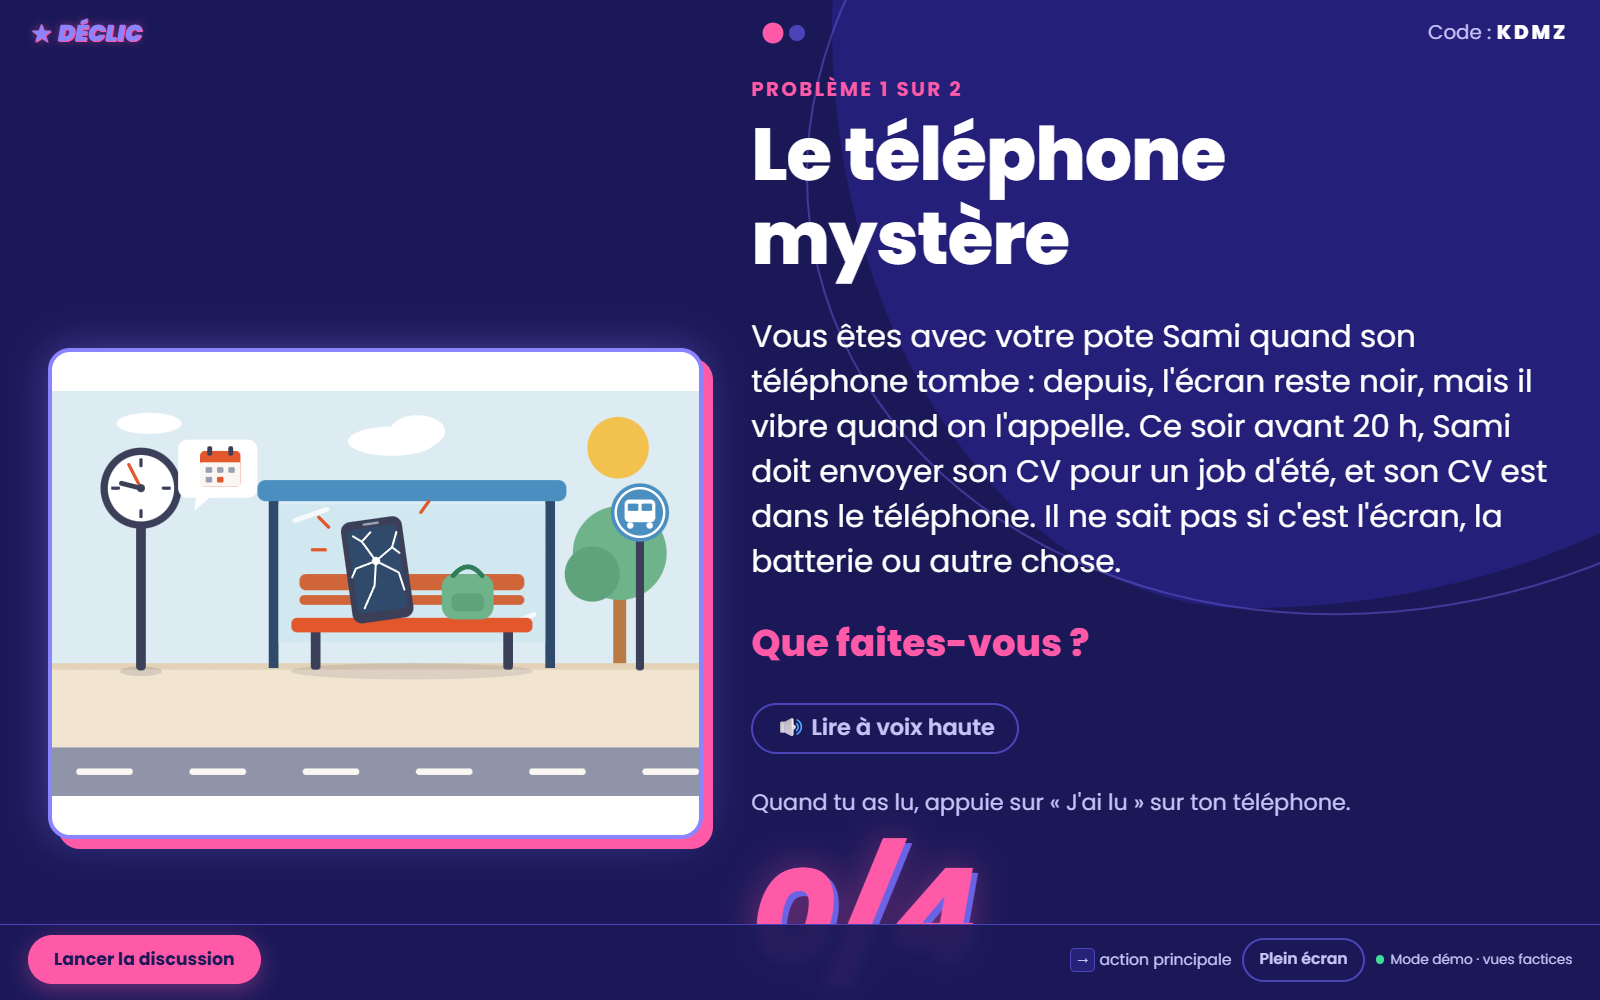 ★ DÉCLIC
Code : KDMZ
PROBLÈME 1 SUR 2
Le téléphone
mystère
Vous êtes avec votre pote Sami quand son
téléphone tombe : depuis, l'écran reste noir, mais il
vibre quand on l'appelle. Ce soir avant 20 h, Sami
doit envoyer son CV pour un job d'été, et son CV est
dans le téléphone. Il ne sait pas si c'est l'écran, la
batterie ou autre chose.
Que faites-vous ?
Lire à voix haute
Quand tu as lu, appuie sur « J'ai lu » sur ton téléphone.
0/4
Lancer la discussion
→ action principale
Plein écran
Mode démo · vues factices